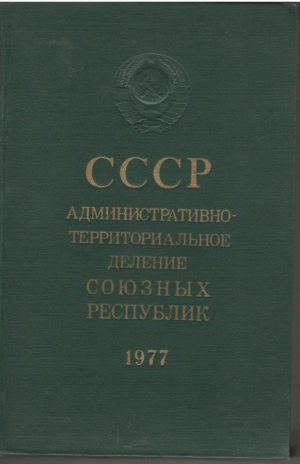 СССР
АДМИНИСТРАТИВНО-
ТЕРРИТОРИАЛЬНОЕ
ДЕЛЕНИЕ
СОЮЗНЫХ
РЕСПУБЛИК
1977